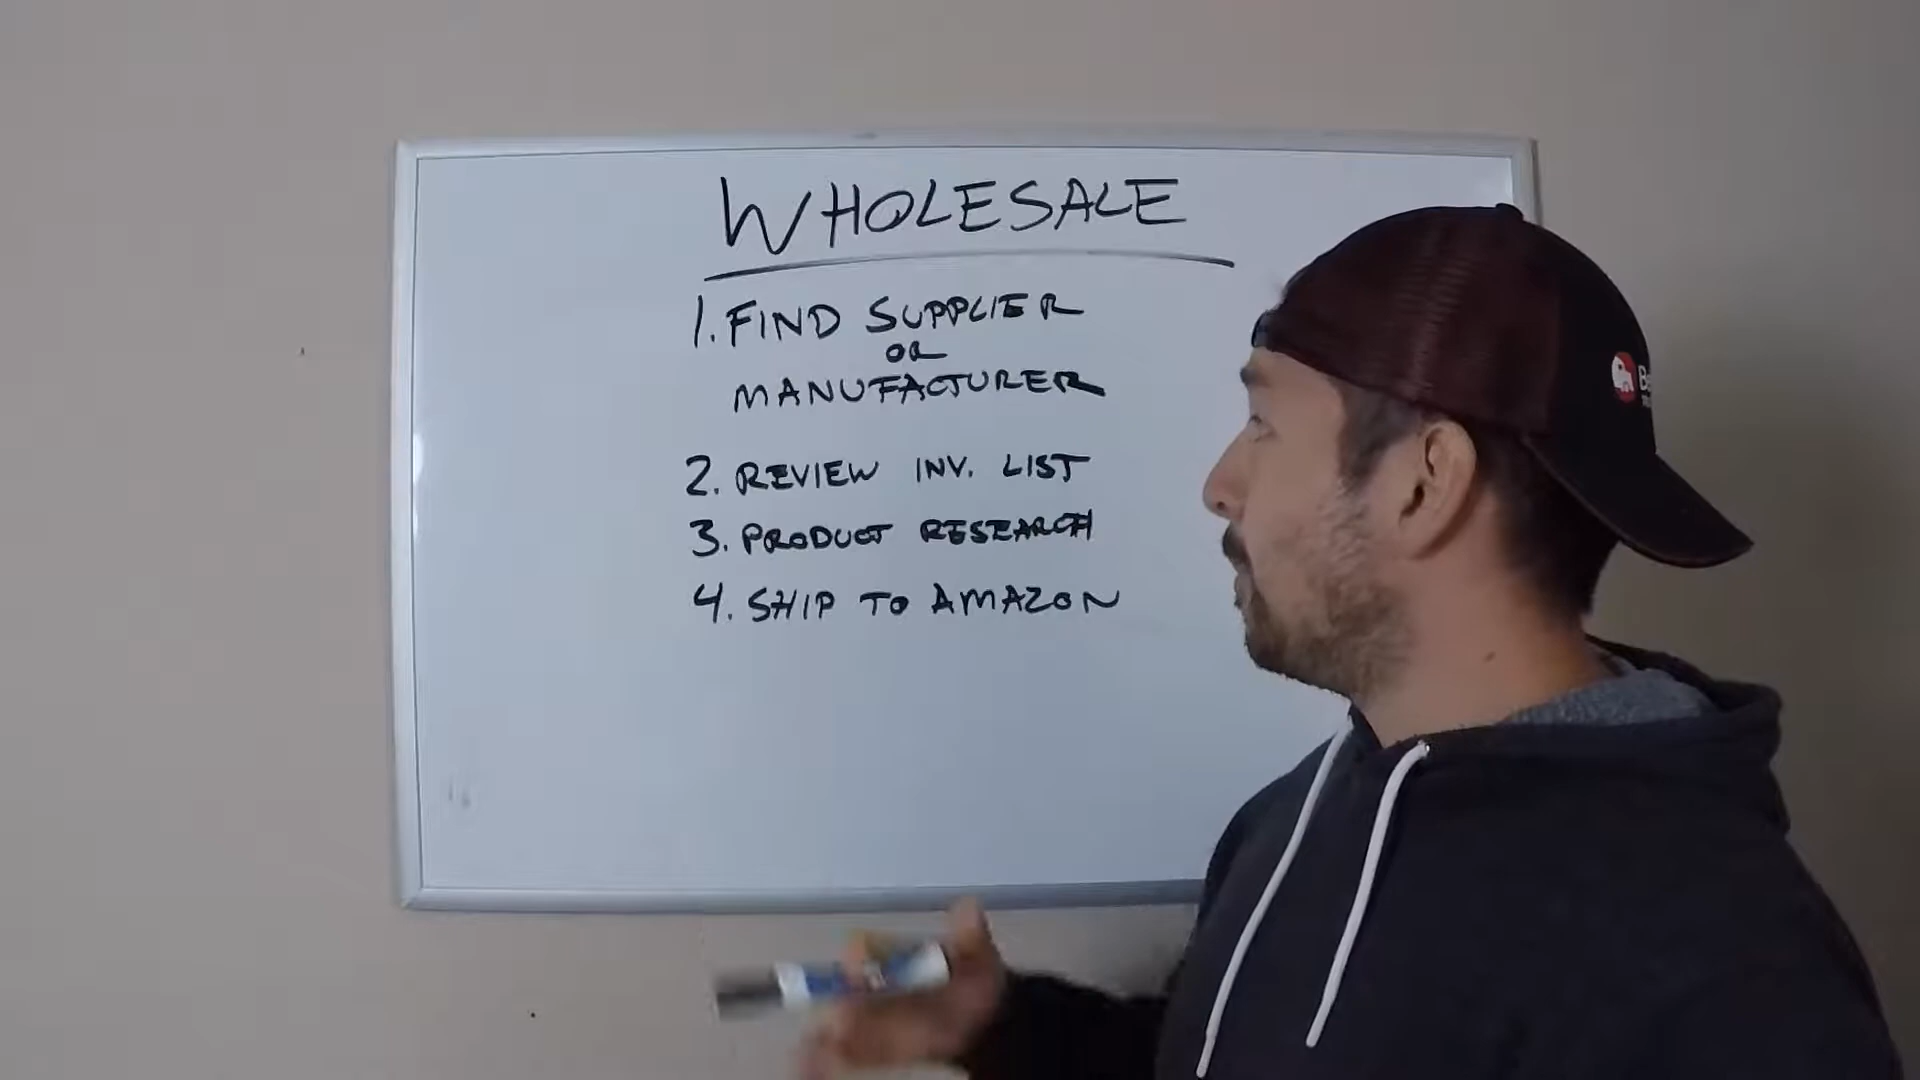 WHOLESALE
1. FIND SUPPLIER
OR
MANUFACTURER
2. REVIEW INV. LIST
3. PRODUCT RESEARCH
4. SHIP TO AMAZON